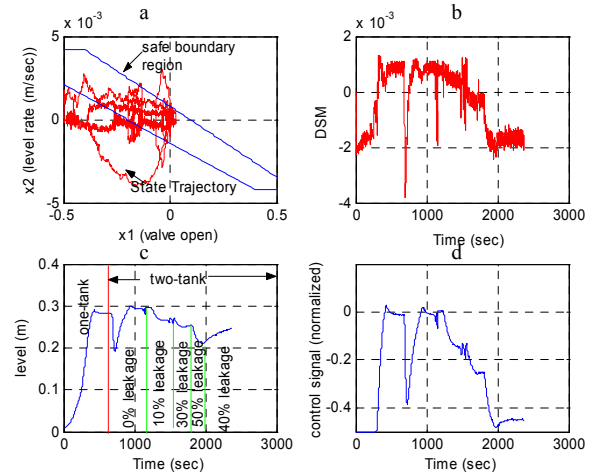 a
x 10⁻³
5
0
-5
-0.5
0
0.5
x2 (level rate (m/sec)
x1 (valve open)
safe boundary
region
State Trajectory
b
x 10⁻³
2
0
-2
-4
0
1000
2000
3000
DSM
Time (sec)
c
0.4
0.3
0.2
0.1
0
0
1000
2000
3000
level (m)
Time (sec)
one-tank
two-tank
0% leakage
10% leakage
30% leakage
50% leakage
40% leakage
d
0
-0.2
-0.4
0
1000
2000
3000
control signal (normalized)
Time (sec)